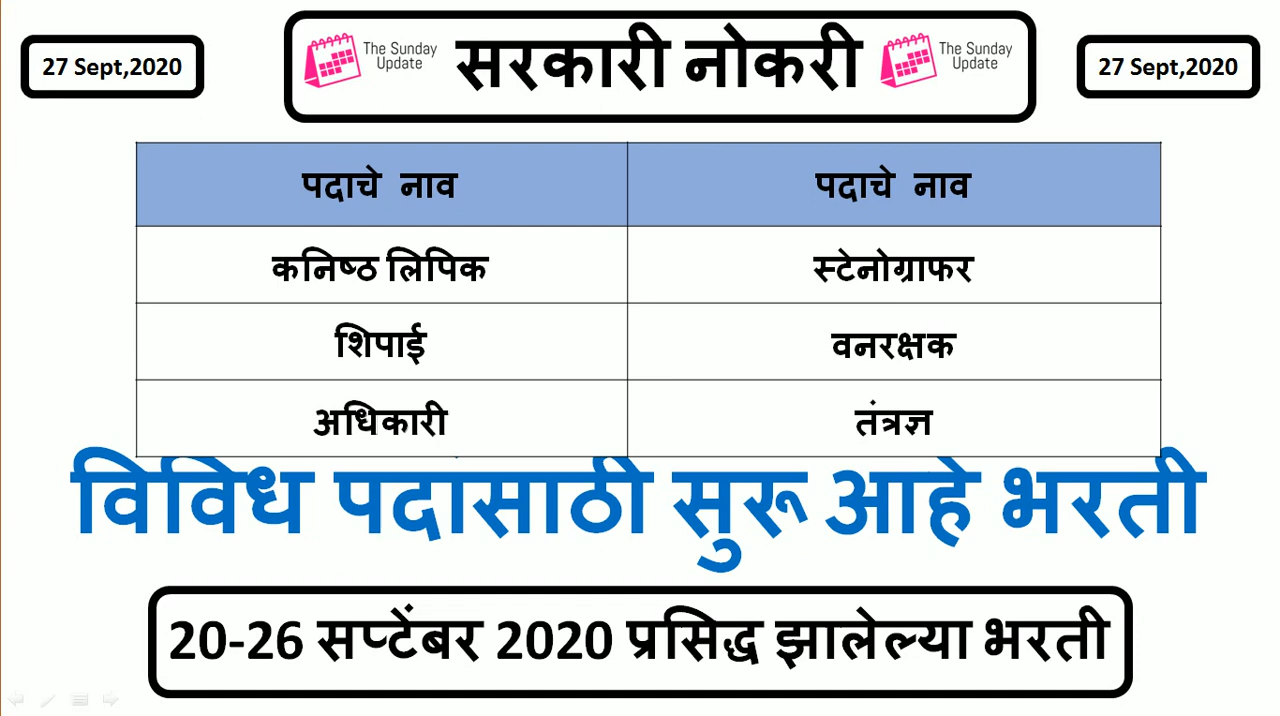 27 Sept,2020
The Sunday Update
सरकारी नोकरी
The Sunday Update
27 Sept,2020
पदाचे नाव पदाचे नाव
कनिष्ठ लिपिक स्टेनोग्राफर
शिपाई वनरक्षक
अधिकारी तंत्रज्ञ
विविध पदांसाठी सुरू आहे भरती
20-26 सप्टेंबर 2020 प्रसिद्ध झालेल्या भरती